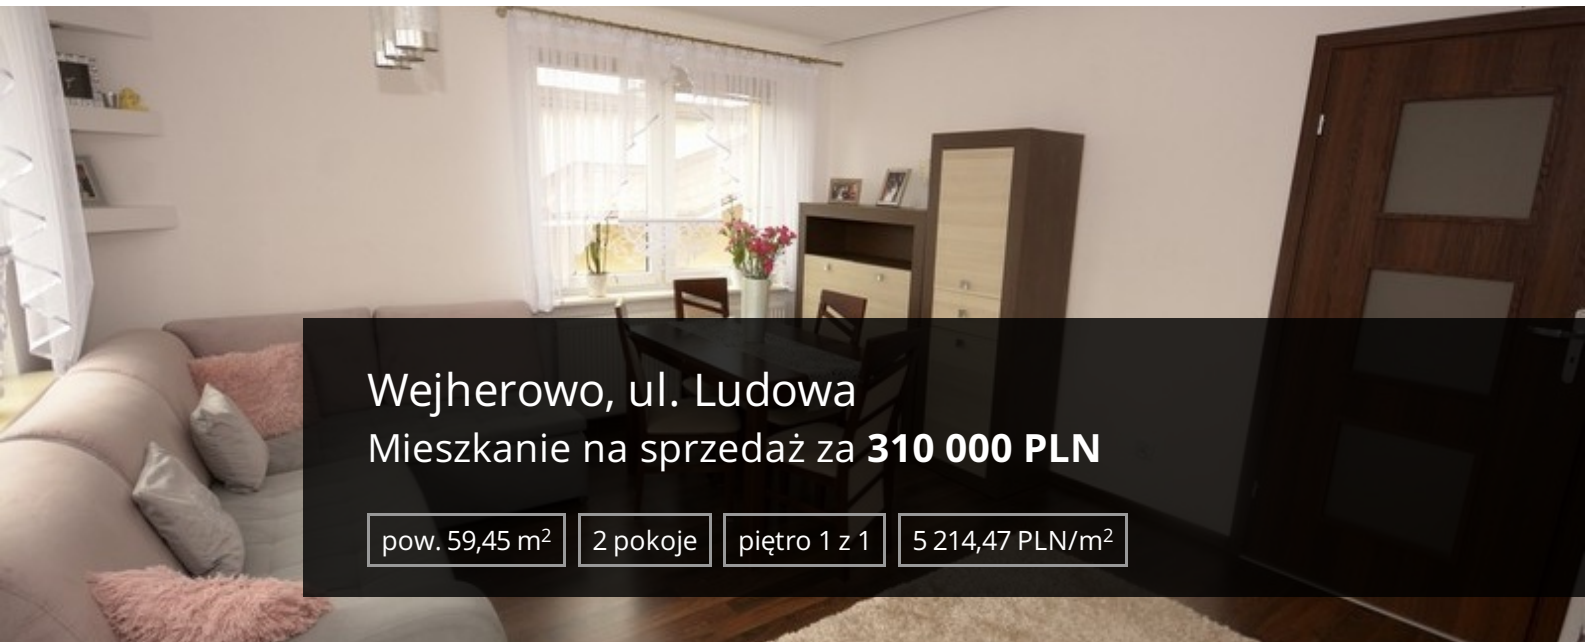 Wejherowo, ul. Ludowa
Mieszkanie na sprzedaż za 310 000 PLN
pow. 59,45 m² 2 pokoje piętro 1 z 1 5 214,47 PLN/m²